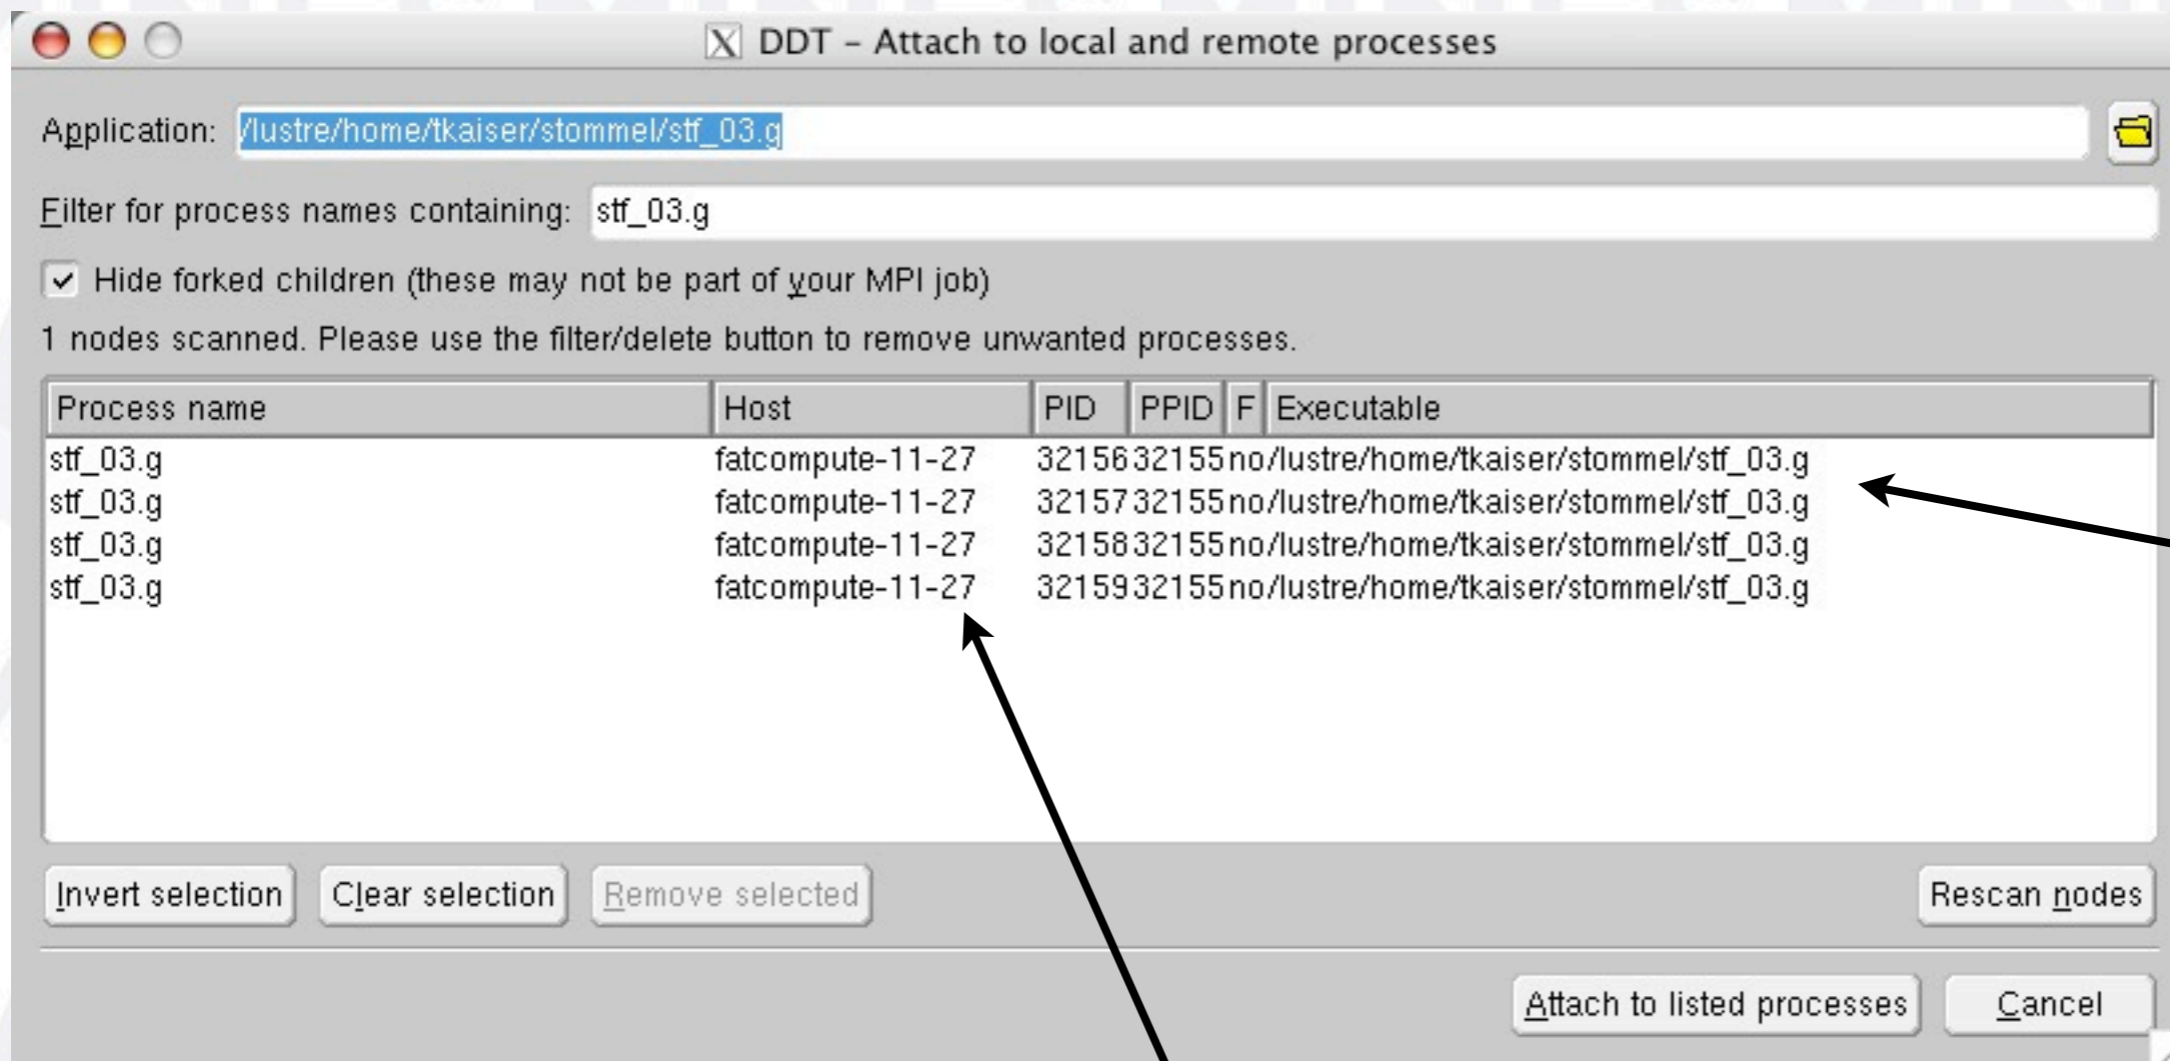 DDT – Attach to local and remote processes
Application: /lustre/home/tkaiser/stommel/stf_03.g
Filter for process names containing: stf_03.g
Hide forked children (these may not be part of your MPI job)
1 nodes scanned. Please use the filter/delete button to remove unwanted processes.
Process name Host PID PPID F Executable
stf_03.g fatcompute-11-27 32156 32155 no /lustre/home/tkaiser/stommel/stf_03.g
stf_03.g fatcompute-11-27 32157 32155 no /lustre/home/tkaiser/stommel/stf_03.g
stf_03.g fatcompute-11-27 32158 32155 no /lustre/home/tkaiser/stommel/stf_03.g
stf_03.g fatcompute-11-27 32159 32155 no /lustre/home/tkaiser/stommel/stf_03.g
Invert selection Clear selection Remove selected Rescan nodes
Attach to listed processes Cancel